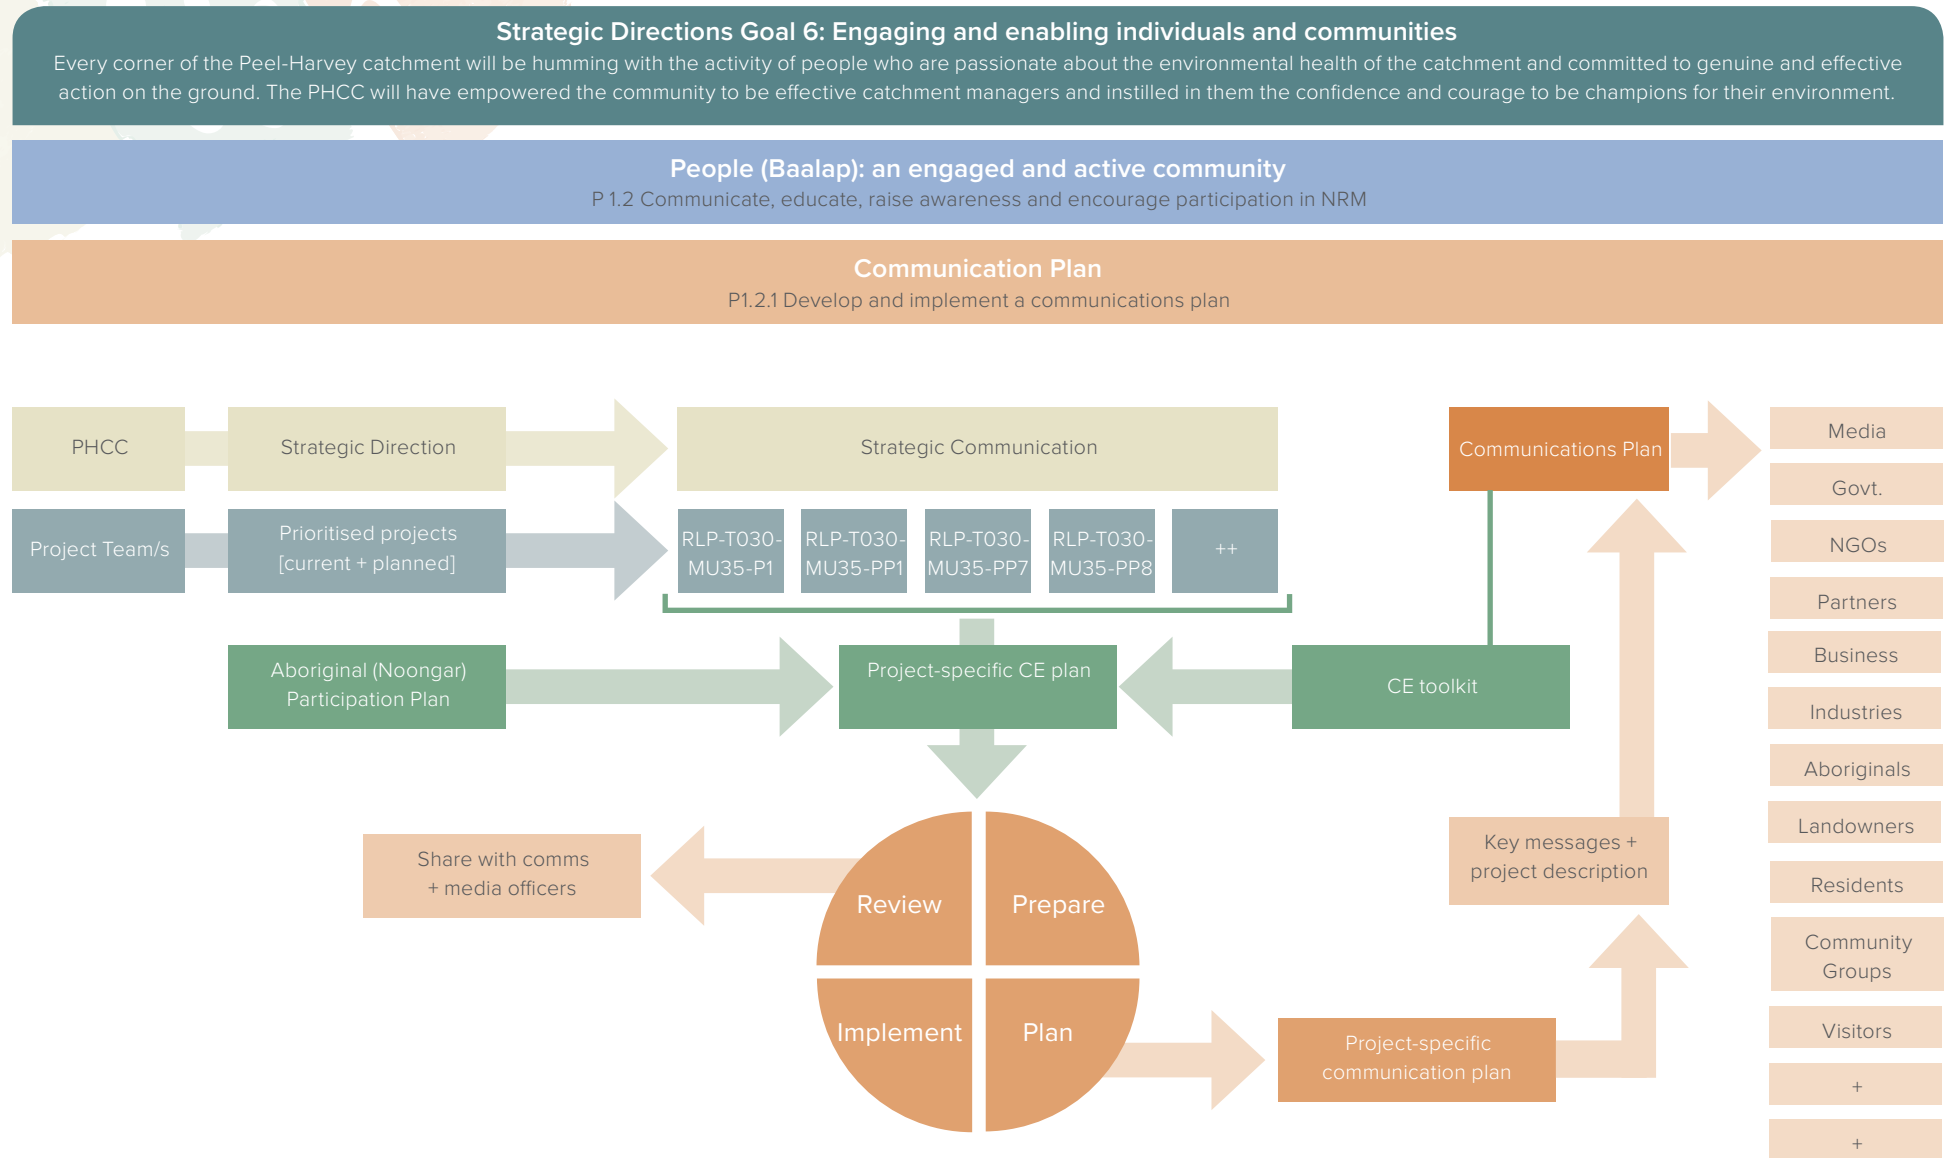 Strategic Directions Goal 6: Engaging and enabling individuals and communities
Every corner of the Peel-Harvey catchment will be humming with the activity of people who are passionate about the environmental health of the catchment and committed to genuine and effective
action on the ground. The PHCC will have empowered the community to be effective catchment managers and instilled in them the confidence and courage to be champions for their environment.
People (Baalap): an engaged and active community
P 1.2 Communicate, educate, raise awareness and encourage participation in NRM
Communication Plan
P1.2.1 Develop and implement a communications plan
PHCC
Strategic Direction
Strategic Communication
Communications Plan
Project Team/s
Prioritised projects
[current + planned]
RLP-T030-
MU35-P1
RLP-T030-
MU35-PP1
RLP-T030-
MU35-PP7
RLP-T030-
MU35-PP8
++
Aboriginal (Noongar)
Participation Plan
Project-specific CE plan
CE toolkit
Share with comms
+ media officers
Review
Prepare
Implement
Plan
Project-specific
communication plan
Key messages +
project description
Media
Govt.
NGOs
Partners
Business
Industries
Aboriginals
Landowners
Residents
Community
Groups
Visitors
+
+